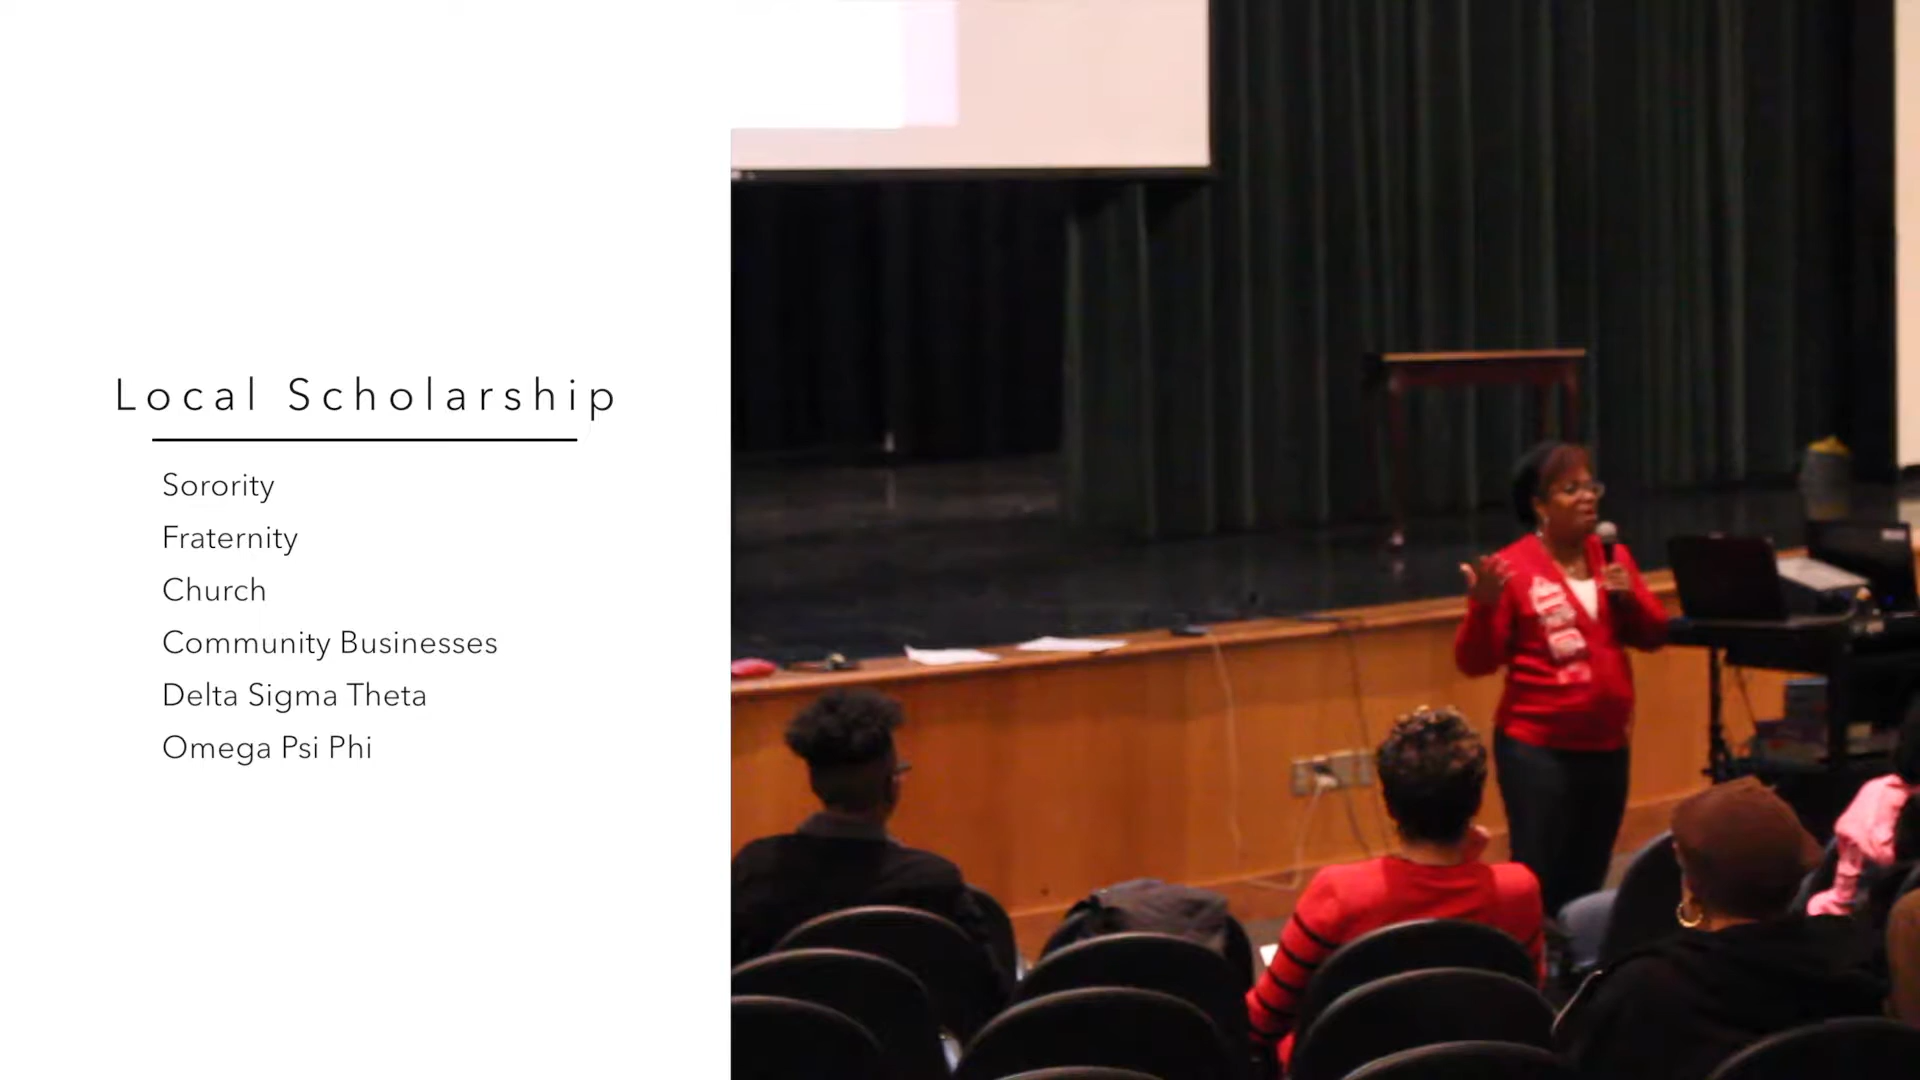 Local Scholarship
Sorority
Fraternity
Church
Community Businesses
Delta Sigma Theta
Omega Psi Phi